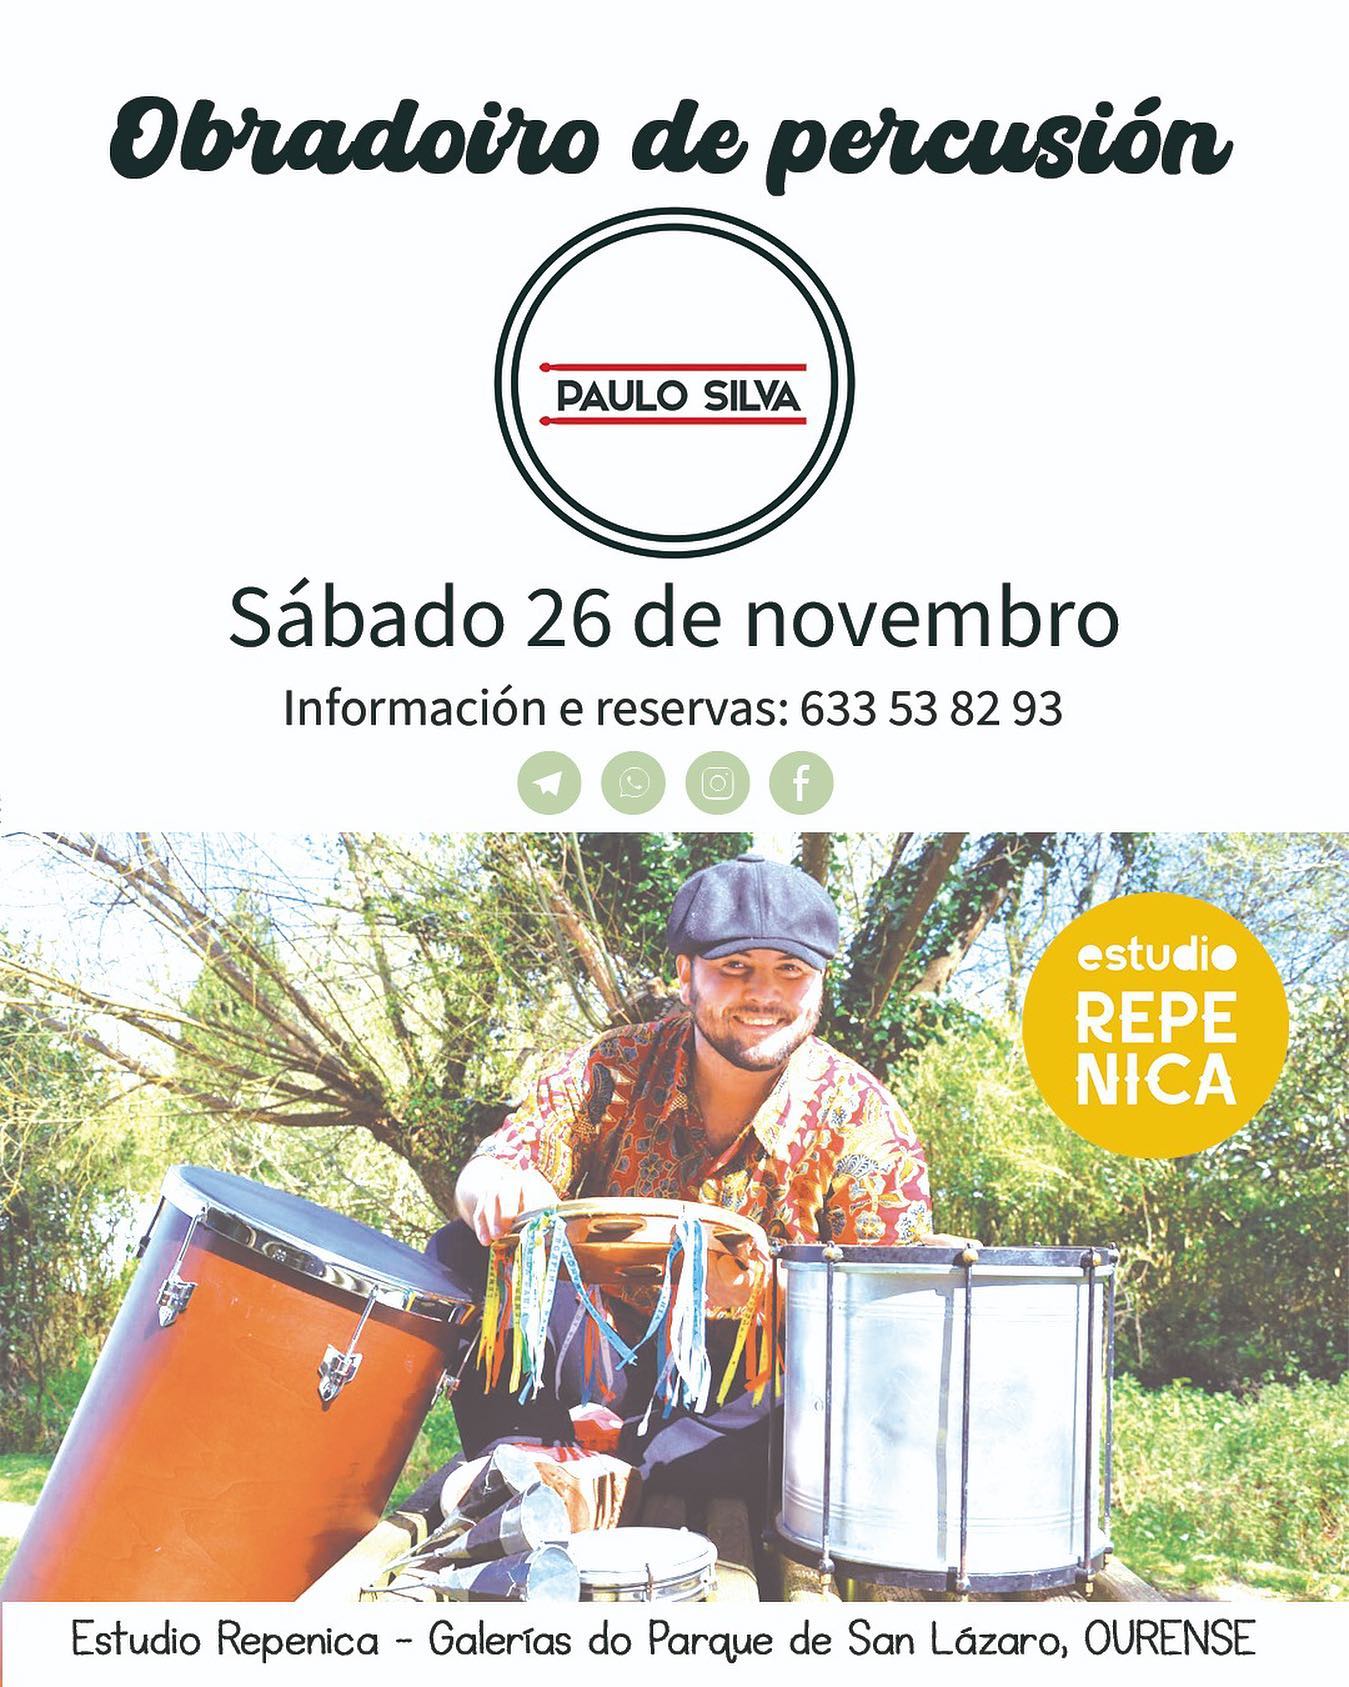 Obradoiro de percusión
PAULO SILVA
Sábado 26 de novembro
Información e reservas: 633 53 82 93
estudio
REPE
NICA
Estudio Repenica - Galerías do Parque de San Lázaro, OURENSE